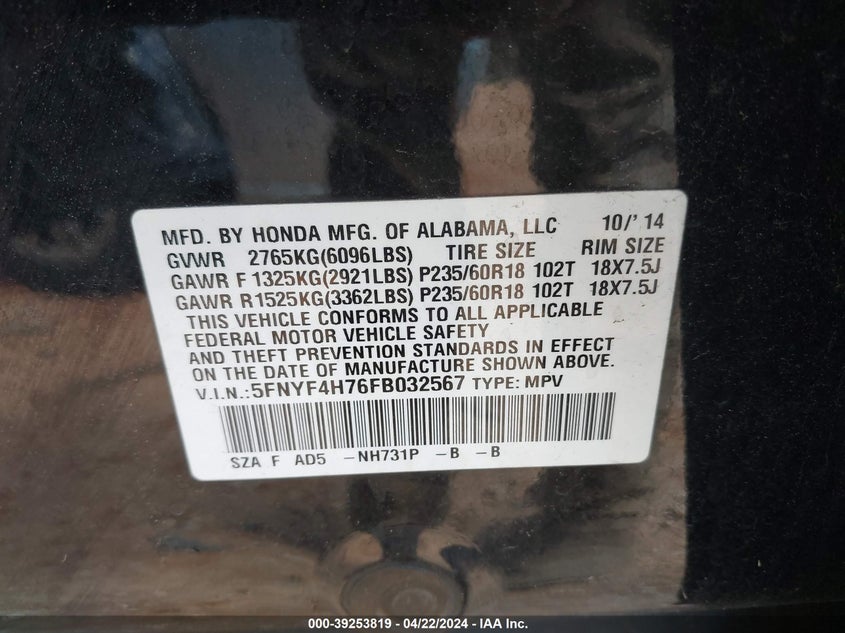 MFD. BY HONDA MFG. OF ALABAMA, LLC 10/'14
GVWR 2765KG(6096LBS) TIRE SIZE RIM SIZE
GAWR F 1325KG(2921LBS) P235/60R18 102T 18X7.5J
GAWR R1525KG(3362LBS) P235/60R18 102T 18X7.5J
THIS VEHICLE CONFORMS TO ALL APPLICABLE
FEDERAL MOTOR VEHICLE SAFETY
AND THEFT PREVENTION STANDARDS IN EFFECT
ON THE DATE OF MANUFACTURE SHOWN ABOVE.
V.I.N.:5FNYF4H76FB032567 TYPE: MPV
SZA F AD5 -NH731P -B -B
000-39253819 - 04/22/2024 - IAA Inc.